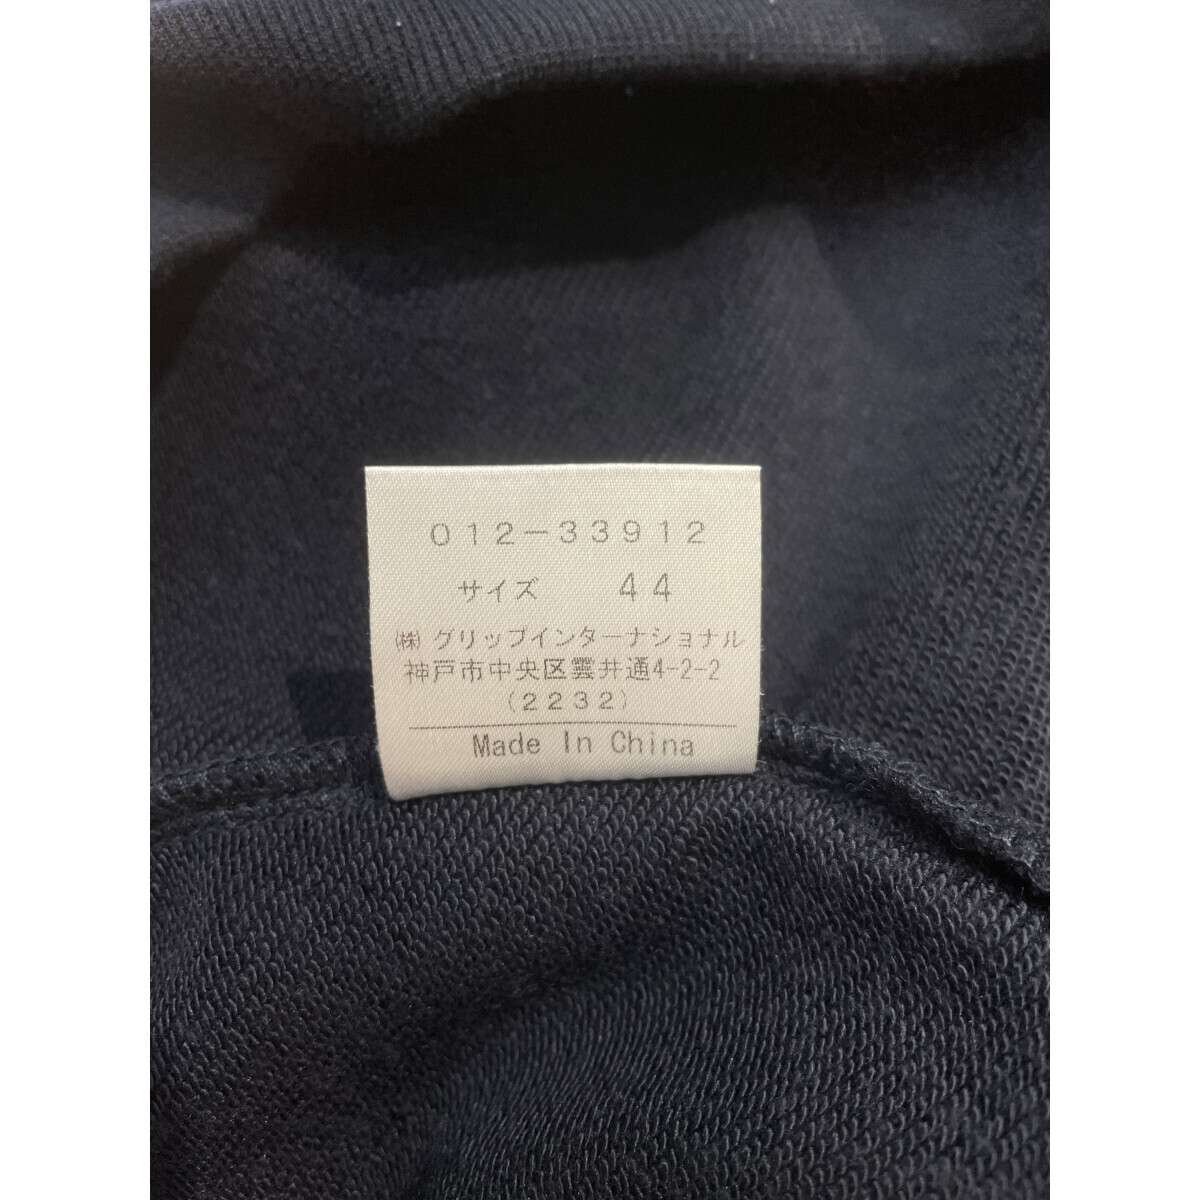 012-33912
サイズ 44
㈱グリップインターナショナル
神戸市中央区雲井通4-2-2
(2232)
Made In China